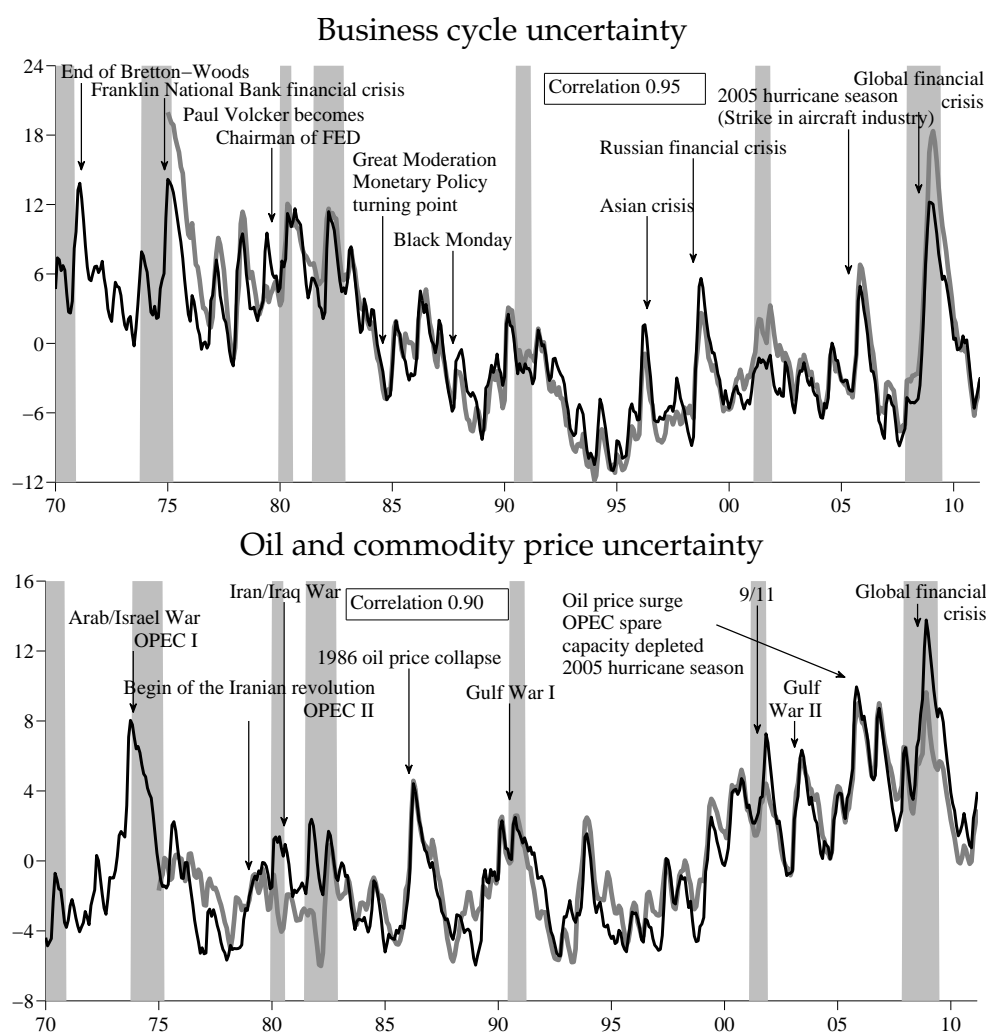 Business cycle uncertainty
24
18
12
6
0
−6
−12
End of Bretton−Woods
Franklin National Bank financial crisis
Paul Volcker becomes
Chairman of FED
Great Moderation
Monetary Policy
turning point
Black Monday
Correlation 0.95
Russian financial crisis
Asian crisis
2005 hurricane season
(Strike in aircraft industry)
Global financial
crisis
70 75 80 85 90 95 00 05 10
Oil and commodity price uncertainty
16
12
8
4
0
−4
−8
Arab/Israel War
OPEC I
Iran/Iraq War
Correlation 0.90
Begin of the Iranian revolution
OPEC II
1986 oil price collapse
Gulf War I
Oil price surge
OPEC spare
capacity depleted
2005 hurricane season
9/11
Gulf
War II
Global financial
crisis
70 75 80 85 90 95 00 05 10